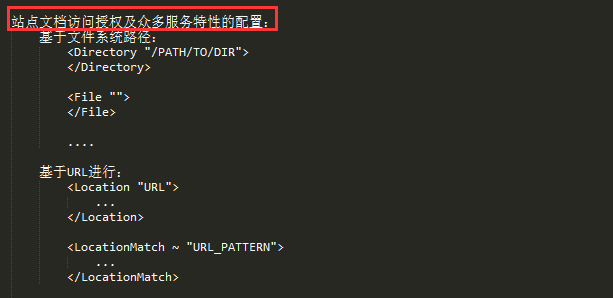 站点文档访问授权及众多服务特性的配置:
基于文件系统路径:
<Directory "/PATH/TO/DIR">
</Directory>
<File "">
</File>
....
基于URL进行:
<Location "URL">
...
</Location>
<LocationMatch ~ "URL_PATTERN">
...
</LocationMatch>